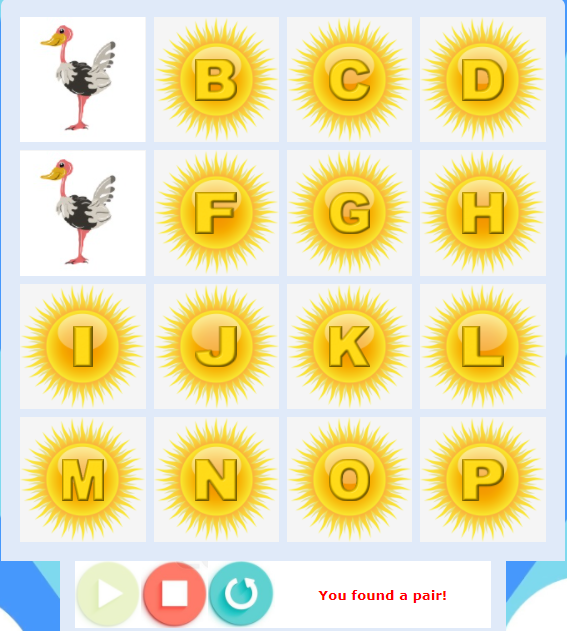 B C D
F G H
I J K L
M N O P
You found a pair!